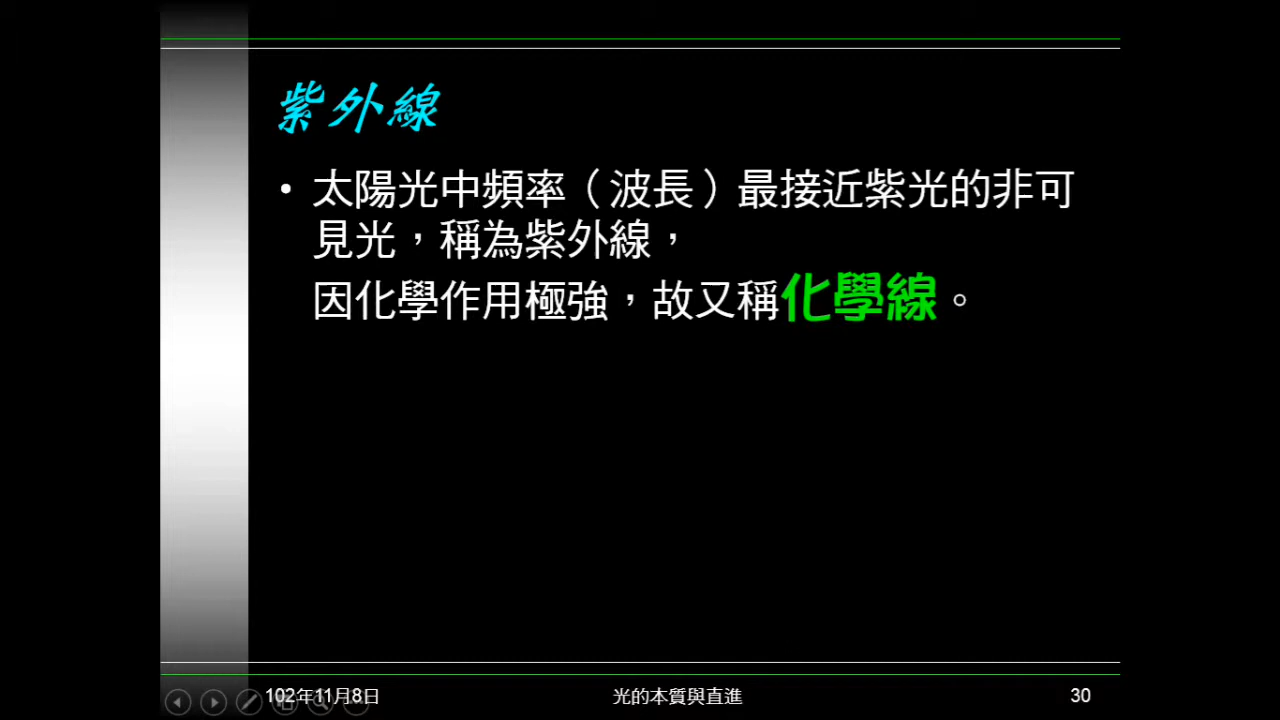 紫外線
• 太陽光中頻率（波長）最接近紫光的非可
見光，稱為紫外線，
因化學作用極強，故又稱化學線。
102年11月8日
光的本質與直進
30